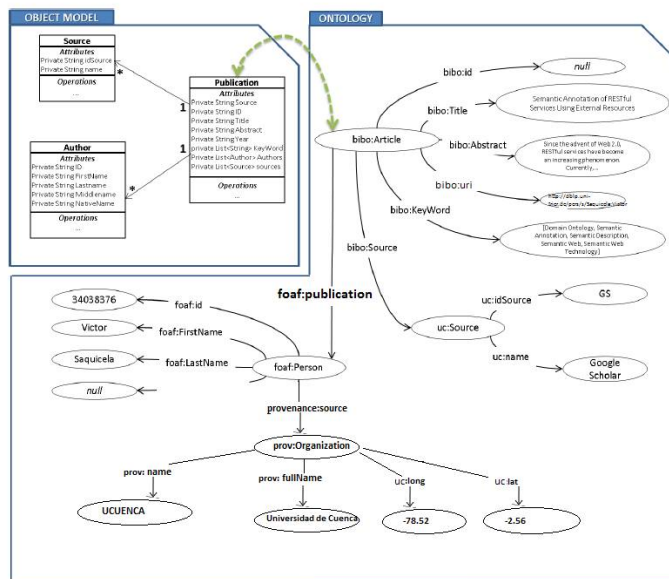 OBJECT MODEL
ONTOLOGY
Source
Attributes
Private String idSource
Private String name
Operations
...
*
1
Publication
Attributes
Private String Source
Private String ID
Private String Title
Private String Abstract
Private String Year
Private List<String> KeyWord
Private List<Author> Authors
Private List<Source> sources
Operations
...
1
*
Author
Attributes
Private String ID
Private String FirstName
Private String Lastname
Private String Middlename
Private String NativeName
Operations
...
bibo:Article
bibo:id
null
bibo:Title
Semantic Annotation of RESTful
Services Using External Resources
bibo:Abstract
Since the advent of Web 2.0,
RESTful services have become
an increasing phenomenon.
Currently,...
bibo:uri
bibo:KeyWord
[Domain Ontology, Semantic
Annotation, Semantic Description,
Semantic Web, Semantic Web
Technology]
bibo:Source
uc:Source
uc:idSource
GS
uc:name
Google
Scholar
foaf:publication
foaf:Person
foaf:id
34038376
foaf:FirstName
Victor
foaf:LastName
Saquicela
null
provenance:source
prov:Organization
prov: name
UCUENCA
prov: fullName
Universidad de Cuenca
uc:long
-78.52
uc:lat
-2.56